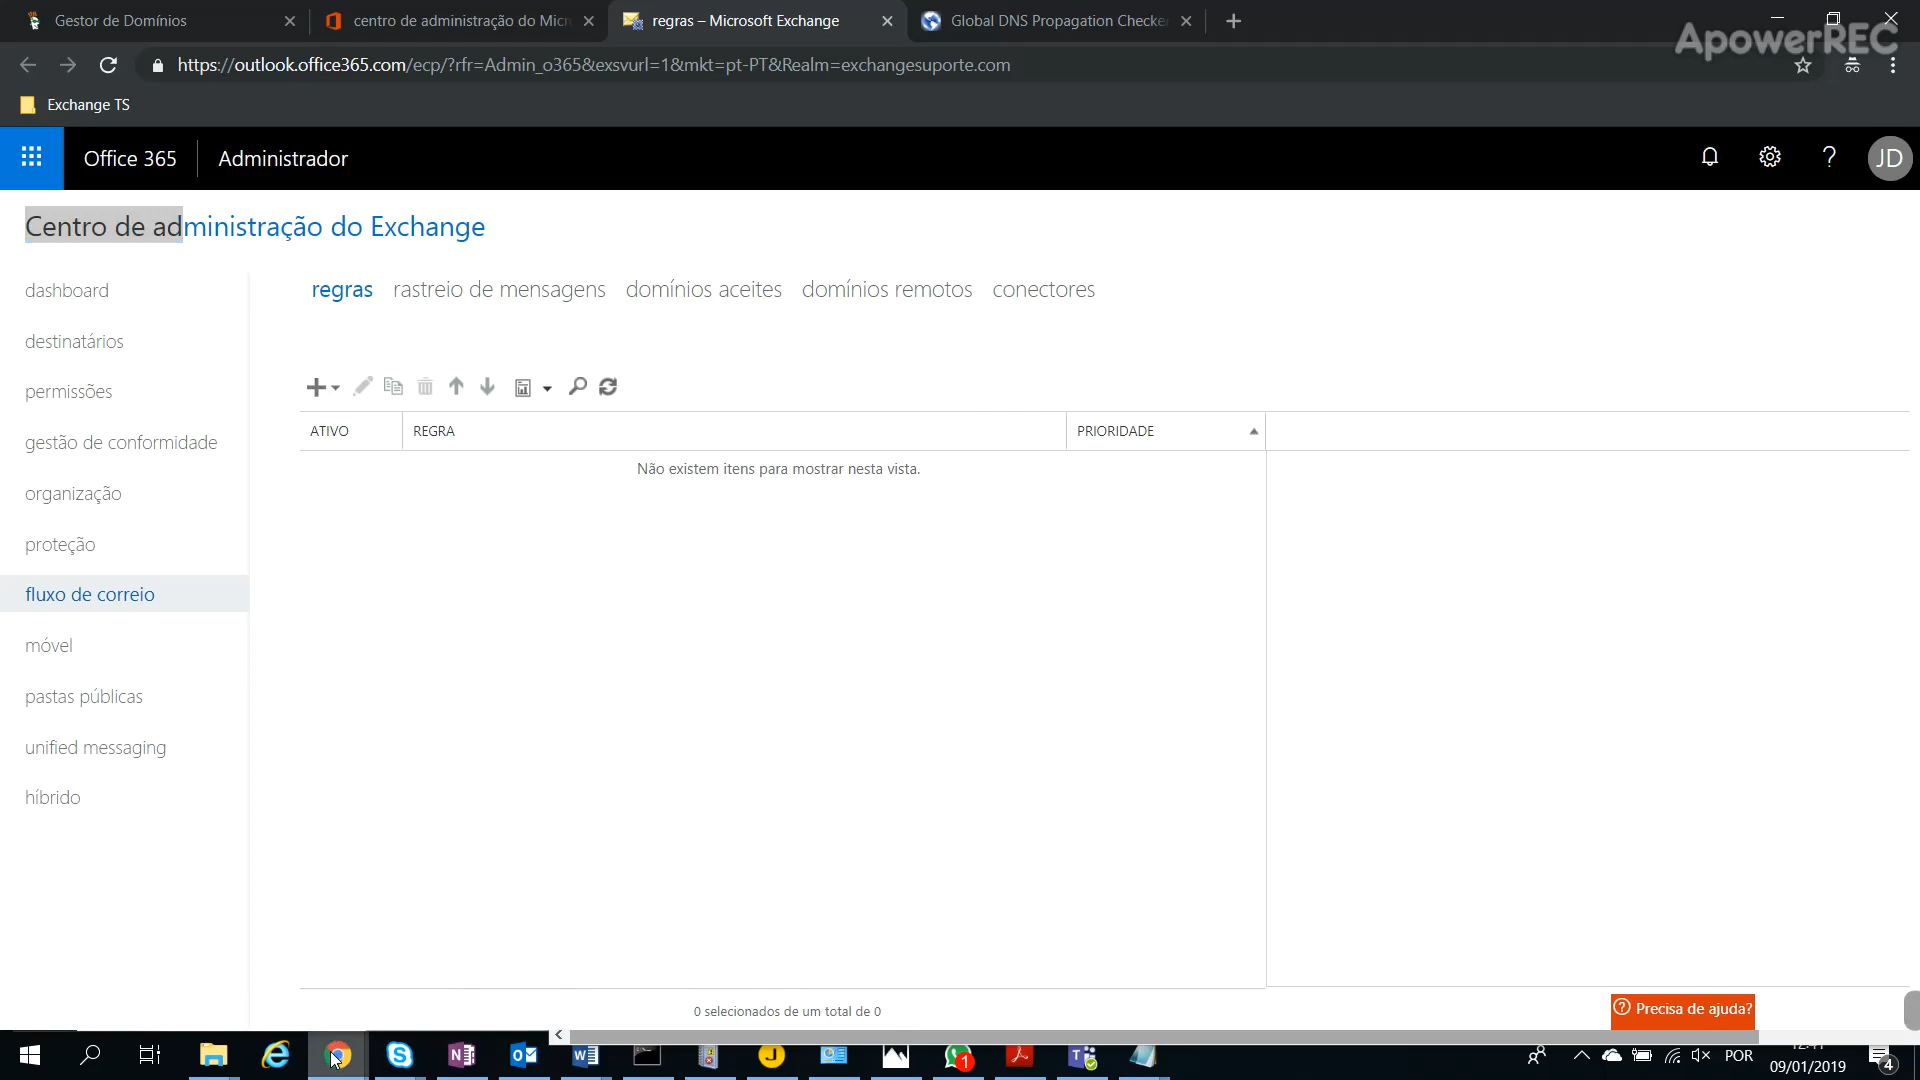 Gestor de Domínios
centro de administração do Micr
regras – Microsoft Exchange
Global DNS Propagation Checker
ApowerREC
https://outlook.office365.com/ecp/?rfr=Admin_o365&exsvurl=1&mkt=pt-PT&Realm=exchangesuporte.com
Exchange TS
Office 365
Administrador
JD
Centro de administração do Exchange
dashboard
destinatários
permissões
gestão de conformidade
organização
proteção
fluxo de correio
móvel
pastas públicas
unified messaging
híbrido
regras
rastreio de mensagens
domínios aceites
domínios remotos
conectores
ATIVO
REGRA
PRIORIDADE
Não existem itens para mostrar nesta vista.
0 selecionados de um total de 0
Precisa de ajuda?
POR
09/01/2019
4
1